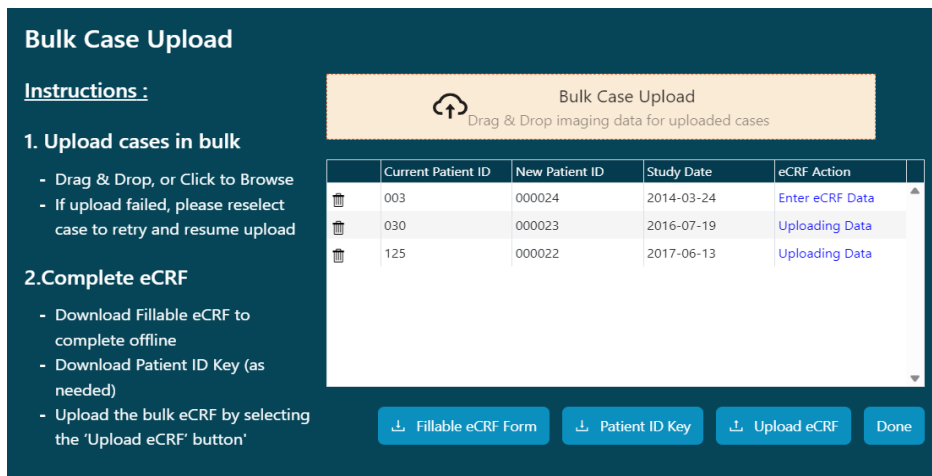 Bulk Case Upload
Instructions :
1. Upload cases in bulk
- Drag & Drop, or Click to Browse
- If upload failed, please reselect
case to retry and resume upload
2.Complete eCRF
- Download Fillable eCRF to
complete offline
- Download Patient ID Key (as
needed)
- Upload the bulk eCRF by selecting
the ‘Upload eCRF’ button'
Bulk Case Upload
Drag & Drop imaging data for uploaded cases
Current Patient ID New Patient ID Study Date eCRF Action
003 000024 2014-03-24 Enter eCRF Data
030 000023 2016-07-19 Uploading Data
125 000022 2017-06-13 Uploading Data
Fillable eCRF Form Patient ID Key Upload eCRF Done